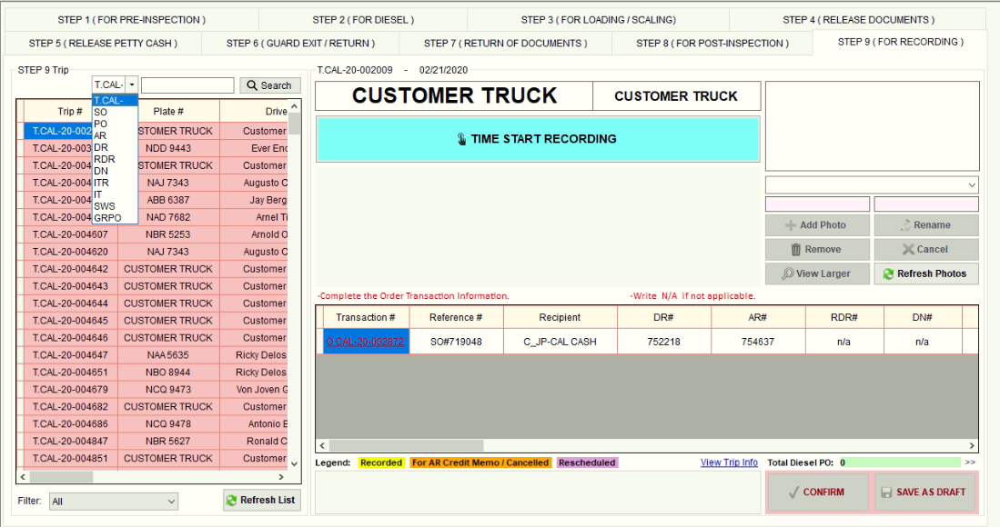 STEP 1 ( FOR PRE-INSPECTION )
STEP 2 ( FOR DIESEL )
STEP 3 ( FOR LOADING / SCALING)
STEP 4 ( RELEASE DOCUMENTS )
STEP 5 ( RELEASE PETTY CASH )
STEP 6 ( GUARD EXIT / RETURN )
STEP 7 ( RETURN OF DOCUMENTS )
STEP 8 ( FOR POST-INSPECTION )
STEP 9 ( FOR RECORDING )
STEP 9 Trip
T.CAL-
Search
T.CAL-
SO
PO
AR
DR
RDR
DN
ITR
IT
SWS
GRPO
Trip # Plate # Drive
T.CAL-20-002 STOMER TRUCK Customer
T.CAL-20-003 NDD 9443 Ever Enc
T.CAL-20-004 STOMER TRUCK Customer
T.CAL-20-004 NAJ 7343 Augusto C
T.CAL-20-004 ABB 6387 Jay Berg
T.CAL-20-004 NAD 7682 Arnel Ti
T.CAL-20-004607 NBR 5253 Arnold O
T.CAL-20-004620 NAJ 7343 Augusto C
T.CAL-20-004642 CUSTOMER TRUCK Customer
T.CAL-20-004643 CUSTOMER TRUCK Customer
T.CAL-20-004644 CUSTOMER TRUCK Customer
T.CAL-20-004645 CUSTOMER TRUCK Customer
T.CAL-20-004646 CUSTOMER TRUCK Customer
T.CAL-20-004647 NAA 5635 Ricky Delos
T.CAL-20-004651 NBO 8944 Ricky Delos
T.CAL-20-004679 NCQ 9473 Von Joven G
T.CAL-20-004682 CUSTOMER TRUCK Customer
T.CAL-20-004686 NCQ 9478 Antonio E
T.CAL-20-004847 NBR 5627 Ronald C
T.CAL-20-004851 CUSTOMER TRUCK Customer
Filter: All
Refresh List
T.CAL-20-002009 - 02/21/2020
CUSTOMER TRUCK
CUSTOMER TRUCK
TIME START RECORDING
Add Photo
Rename
Remove
Cancel
View Larger
Refresh Photos
-Complete the Order Transaction Information.
-Write N/A if not applicable.
Transaction # Reference # Recipient DR# AR# RDR# DN#
O.CAL-20-002872 SO#719048 C_JP-CAL CASH 752218 754637 n/a n/a
Legend: Recorded For AR Credit Memo / Cancelled Rescheduled
View Trip Info
Total Diesel PO: 0 >>
CONFIRM
SAVE AS DRAFT